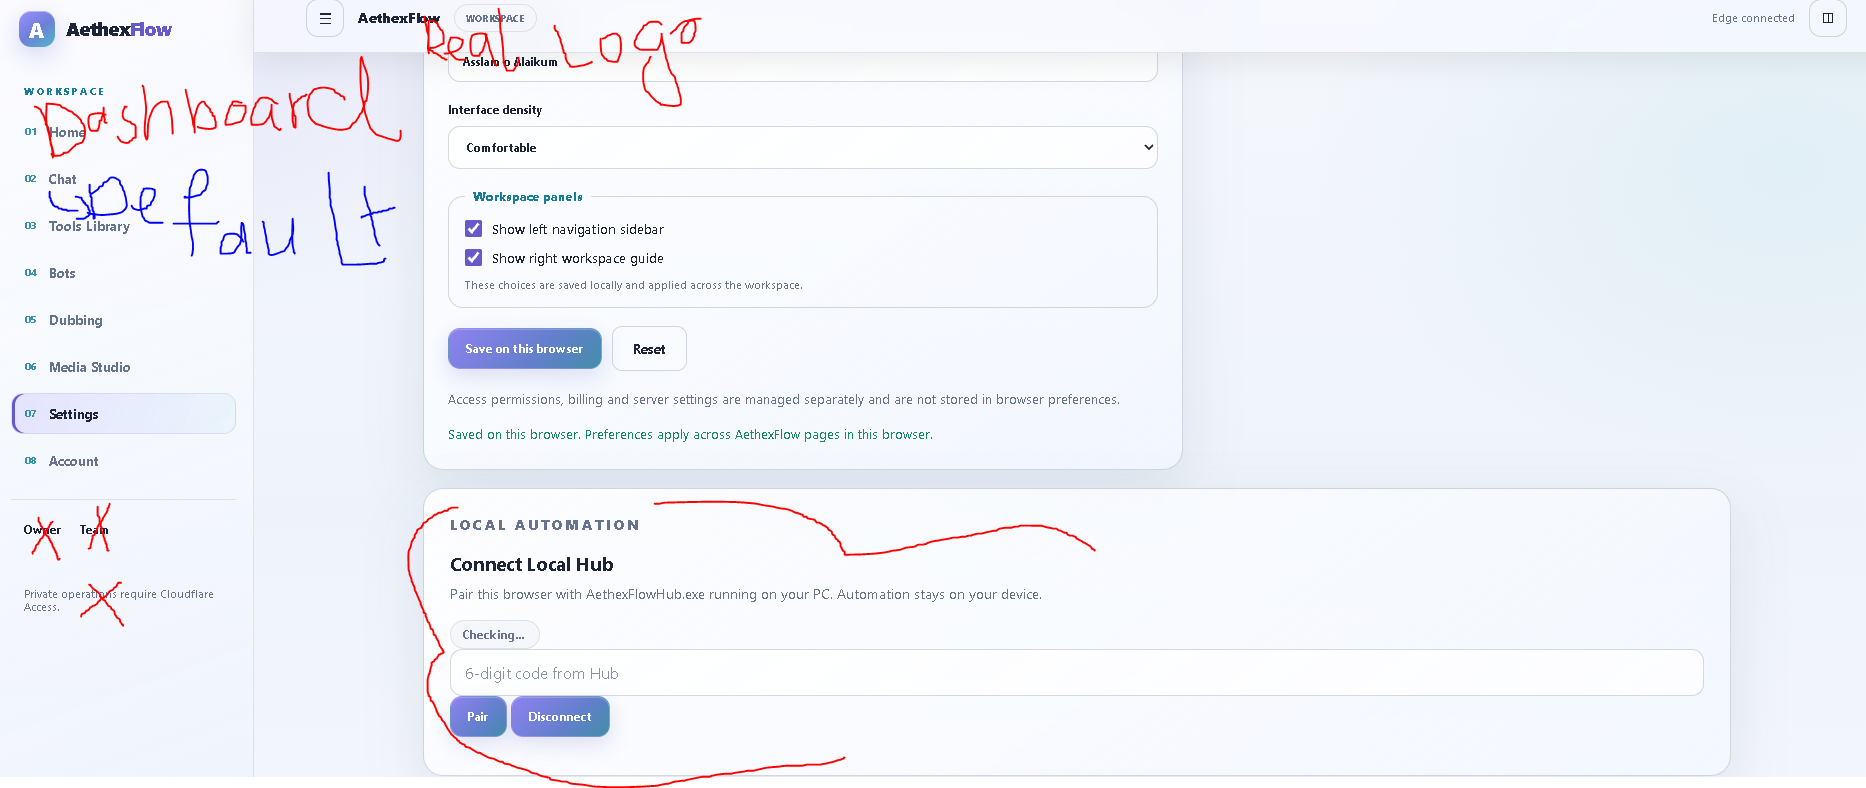 A AethexFlow
☰ AethexFlow WORKSPACE
Edge connected
Real Logo
Asslam o Alaikum
WORKSPACE
Dashboard
01 Home
Default
02 Chat
03 Tools Library
04 Bots
05 Dubbing
06 Media Studio
07 Settings
08 Account
Owner Team
Private operations require Cloudflare
Access.
Interface density
Comfortable
Workspace panels
Show left navigation sidebar
Show right workspace guide
These choices are saved locally and applied across the workspace.
Save on this browser Reset
Access permissions, billing and server settings are managed separately and are not stored in browser preferences.
Saved on this browser. Preferences apply across AethexFlow pages in this browser.
LOCAL AUTOMATION
Connect Local Hub
Pair this browser with AethexFlowHub.exe running on your PC. Automation stays on your device.
Checking...
6-digit code from Hub
Pair Disconnect